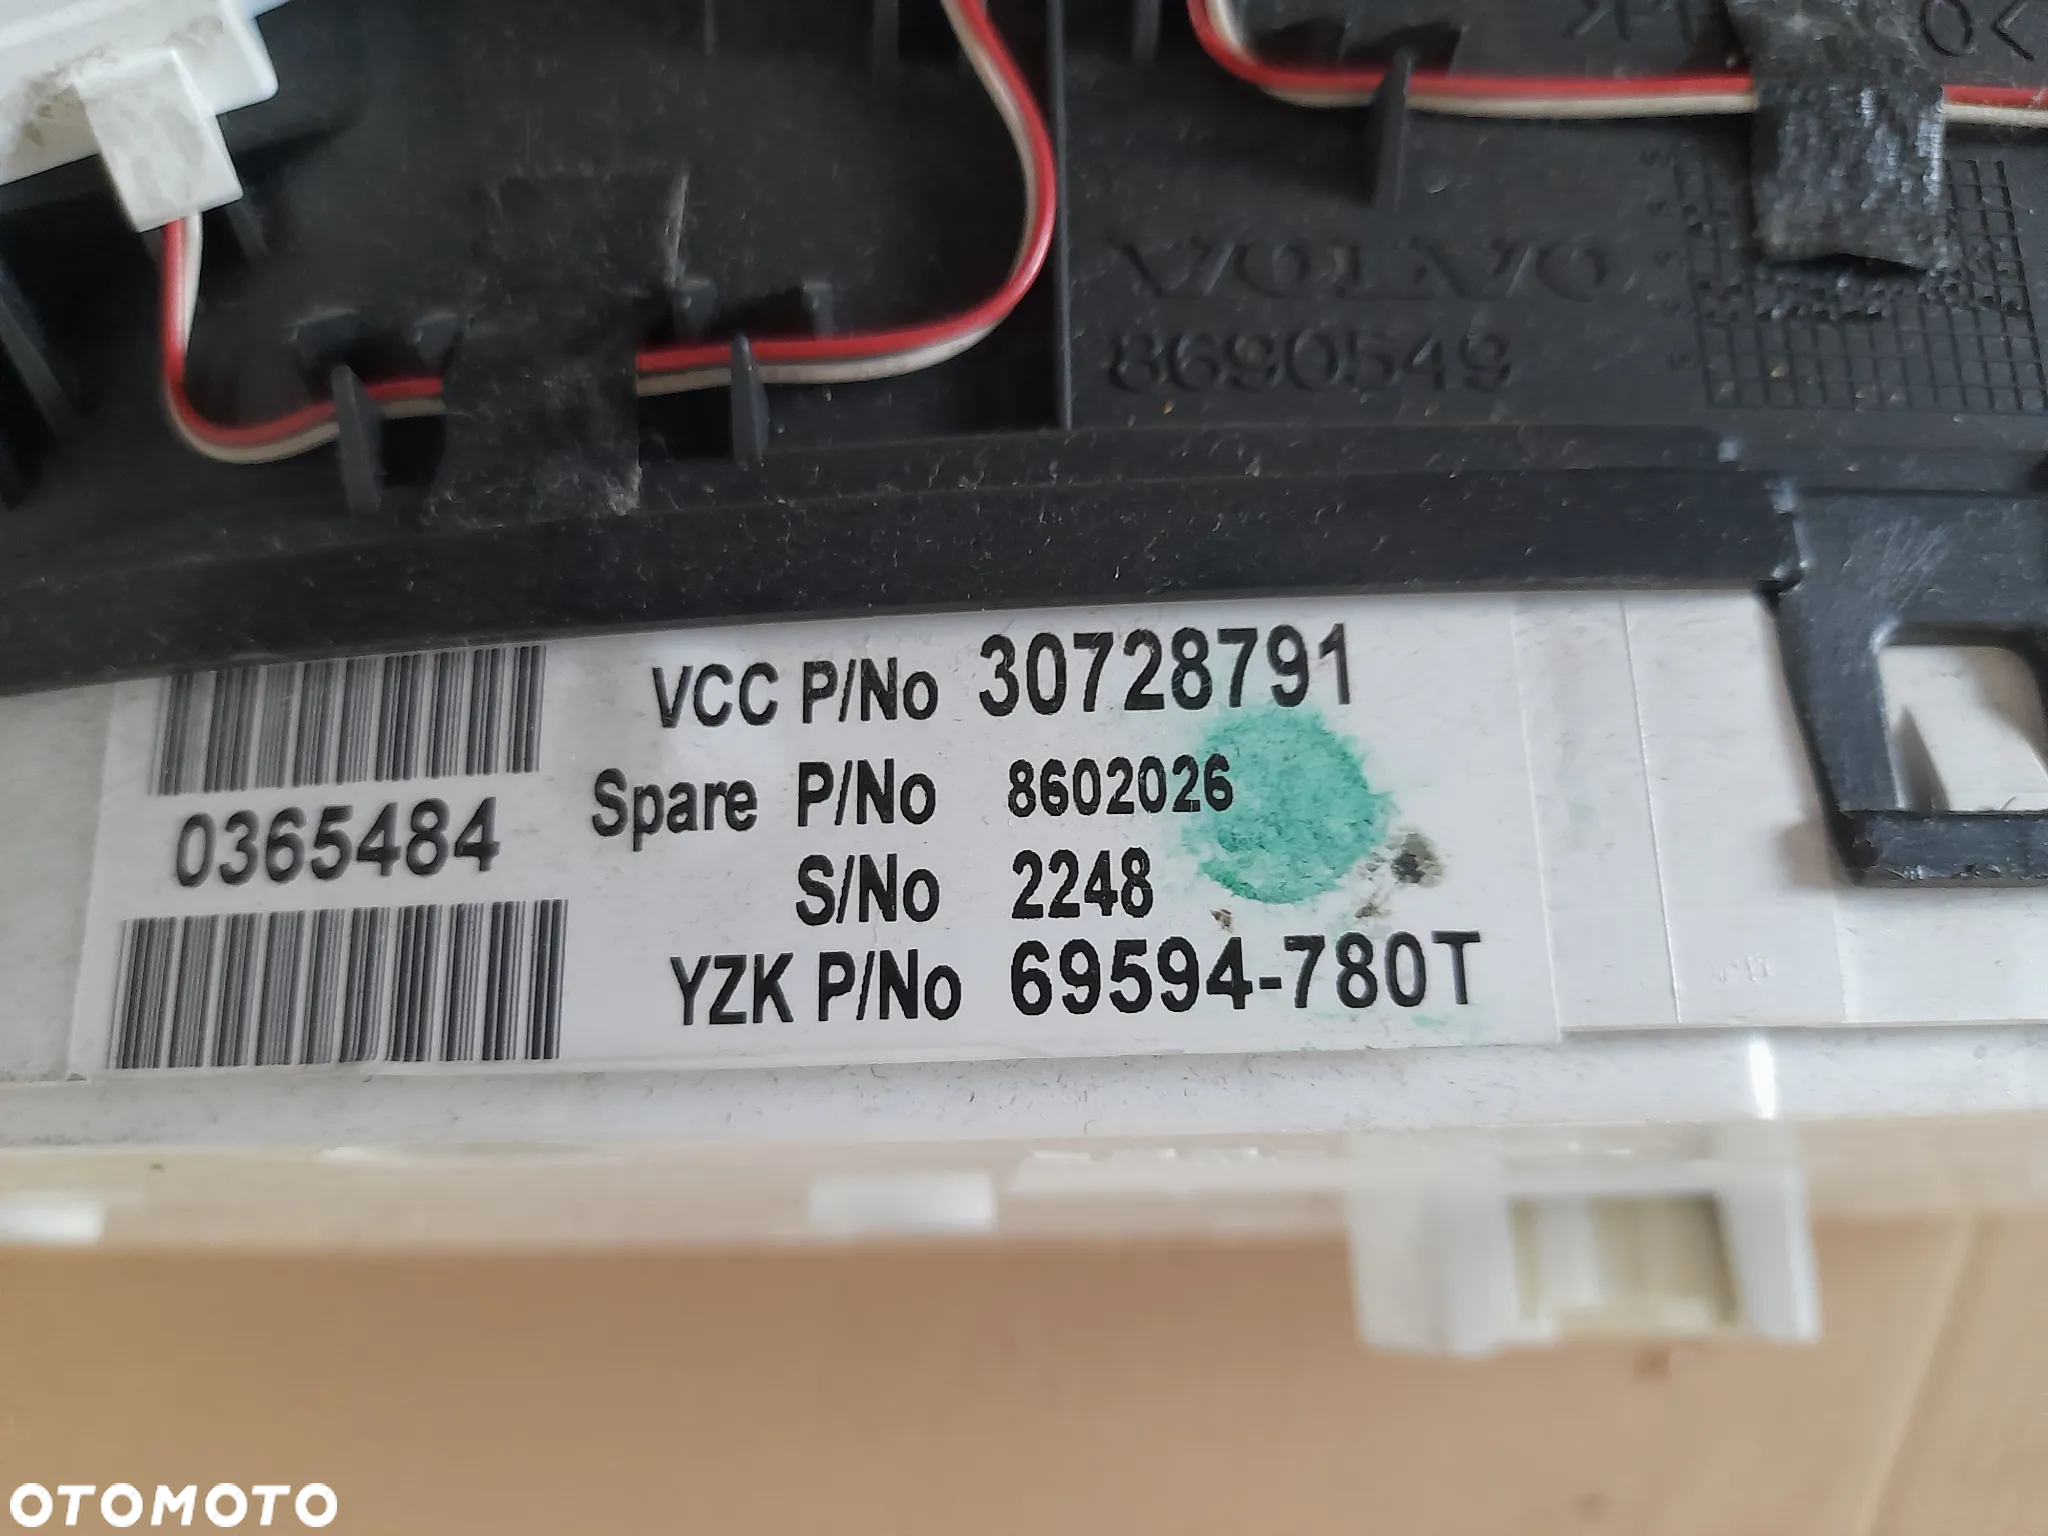 VOLVO
8690549
VCC P/No 30728791
Spare P/No 8602026
0365484
S/No 2248
YZK P/No 69594-780T
OTOMOTO